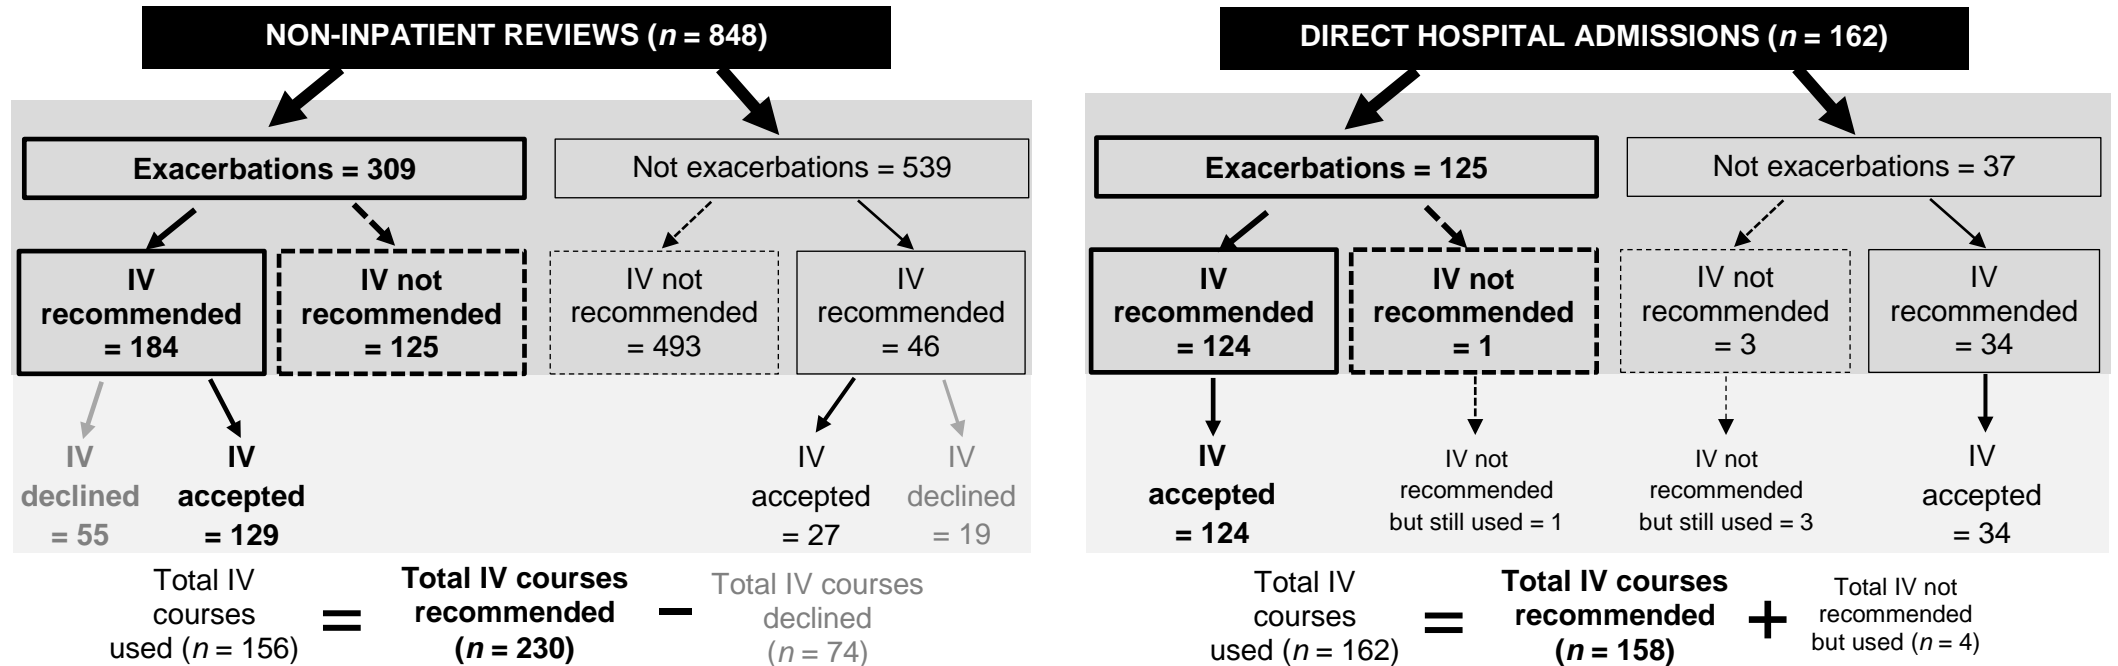 NON-INPATIENT REVIEWS (n = 848)
Exacerbations = 309
Not exacerbations = 539
IV
recommended
= 184
IV not
recommended
= 125
IV not
recommended
= 493
IV
recommended
= 46
IV
declined
= 55
IV
accepted
= 129
IV
accepted
= 27
IV
declined
= 19
Total IV
courses
used (n = 156)
=
Total IV courses
recommended
(n = 230)
–
Total IV courses
declined
(n = 74)
DIRECT HOSPITAL ADMISSIONS (n = 162)
Exacerbations = 125
Not exacerbations = 37
IV
recommended
= 124
IV not
recommended
= 1
IV not
recommended
= 3
IV
recommended
= 34
IV
accepted
= 124
IV not
recommended
but still used = 1
IV not
recommended
but still used = 3
IV
accepted
= 34
Total IV
courses
used (n = 162)
=
Total IV courses
recommended
(n = 158)
+
Total IV not
recommended
but used (n = 4)